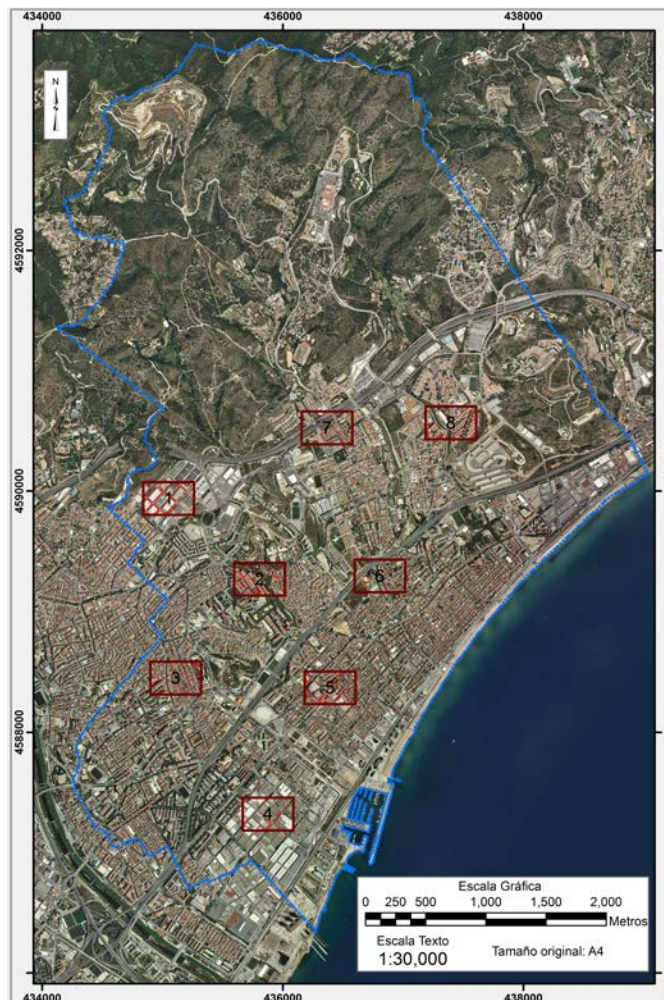 434000 436000 438000
N
4592000
7
8
4590000
1
2
6
3
5
4588000
4
Escala Gráfica
0 250 500 1,000 1,500 2,000
Metros
Escala Texto
1:30,000
Tamaño original: A4
434000 436000 438000